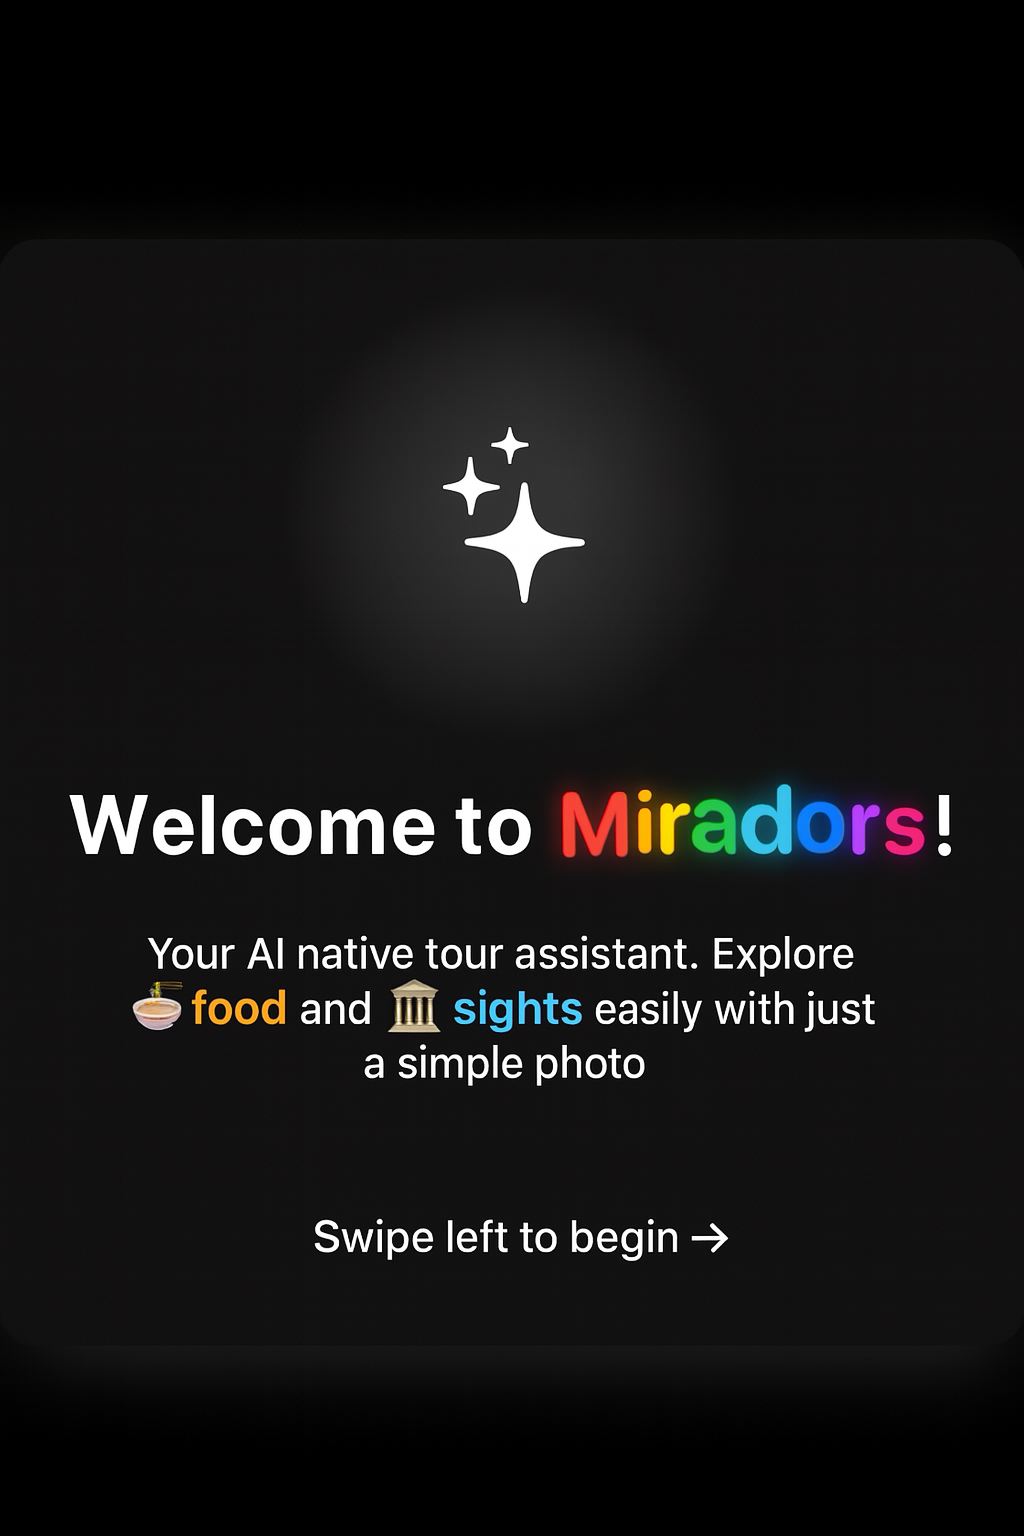 Welcome to Miradors!
Your AI native tour assistant. Explore
🍜 food and 🏛️ sights easily with just
a simple photo
Swipe left to begin →